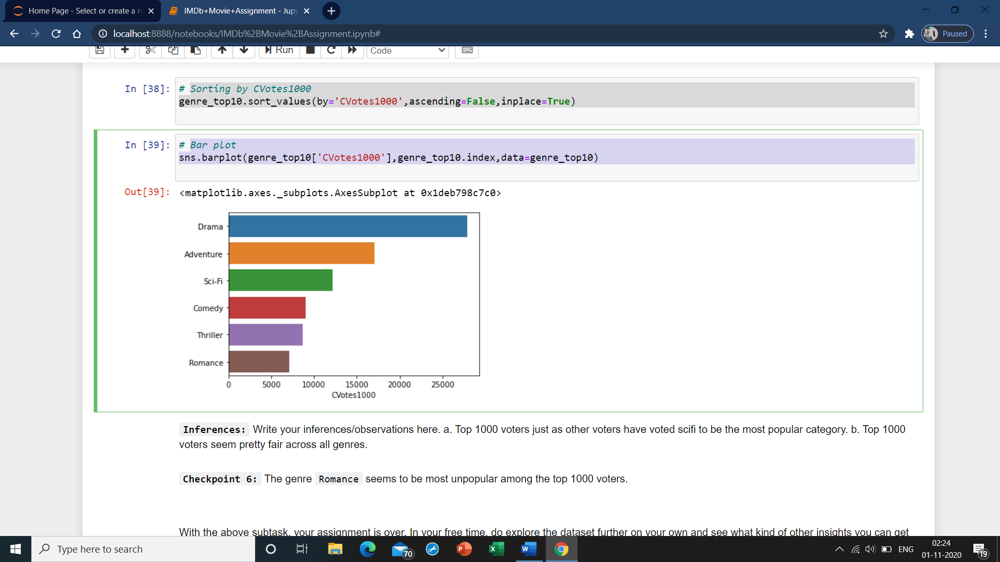 Home Page - Select or create a n
IMDb+Movie+Assignment - Jupy
localhost:8888/notebooks/IMDb%2BMovie%2BAssignment.ipynb#
Paused
Run
Code
In [38]:
# Sorting by CVotes1000
genre_top10.sort_values(by='CVotes1000',ascending=False,inplace=True)
In [39]:
# Bar plot
sns.barplot(genre_top10['CVotes1000'],genre_top10.index,data=genre_top10)
Out[39]:
<matplotlib.axes._subplots.AxesSubplot at 0x1deb798c7c0>
Drama
Adventure
Sci-Fi
Comedy
Thriller
Romance
0 5000 10000 15000 20000 25000
CVotes1000
Inferences: Write your inferences/observations here. a. Top 1000 voters just as other voters have voted scifi to be the most popular category. b. Top 1000
voters seem pretty fair across all genres.
Checkpoint 6: The genre Romance seems to be most unpopular among the top 1000 voters.
With the above subtask, your assignment is over. In your free time, do explore the dataset further on your own and see what kind of other insights you can get
Type here to search
70
P
X
W
ENG
02:24
01-11-2020
19